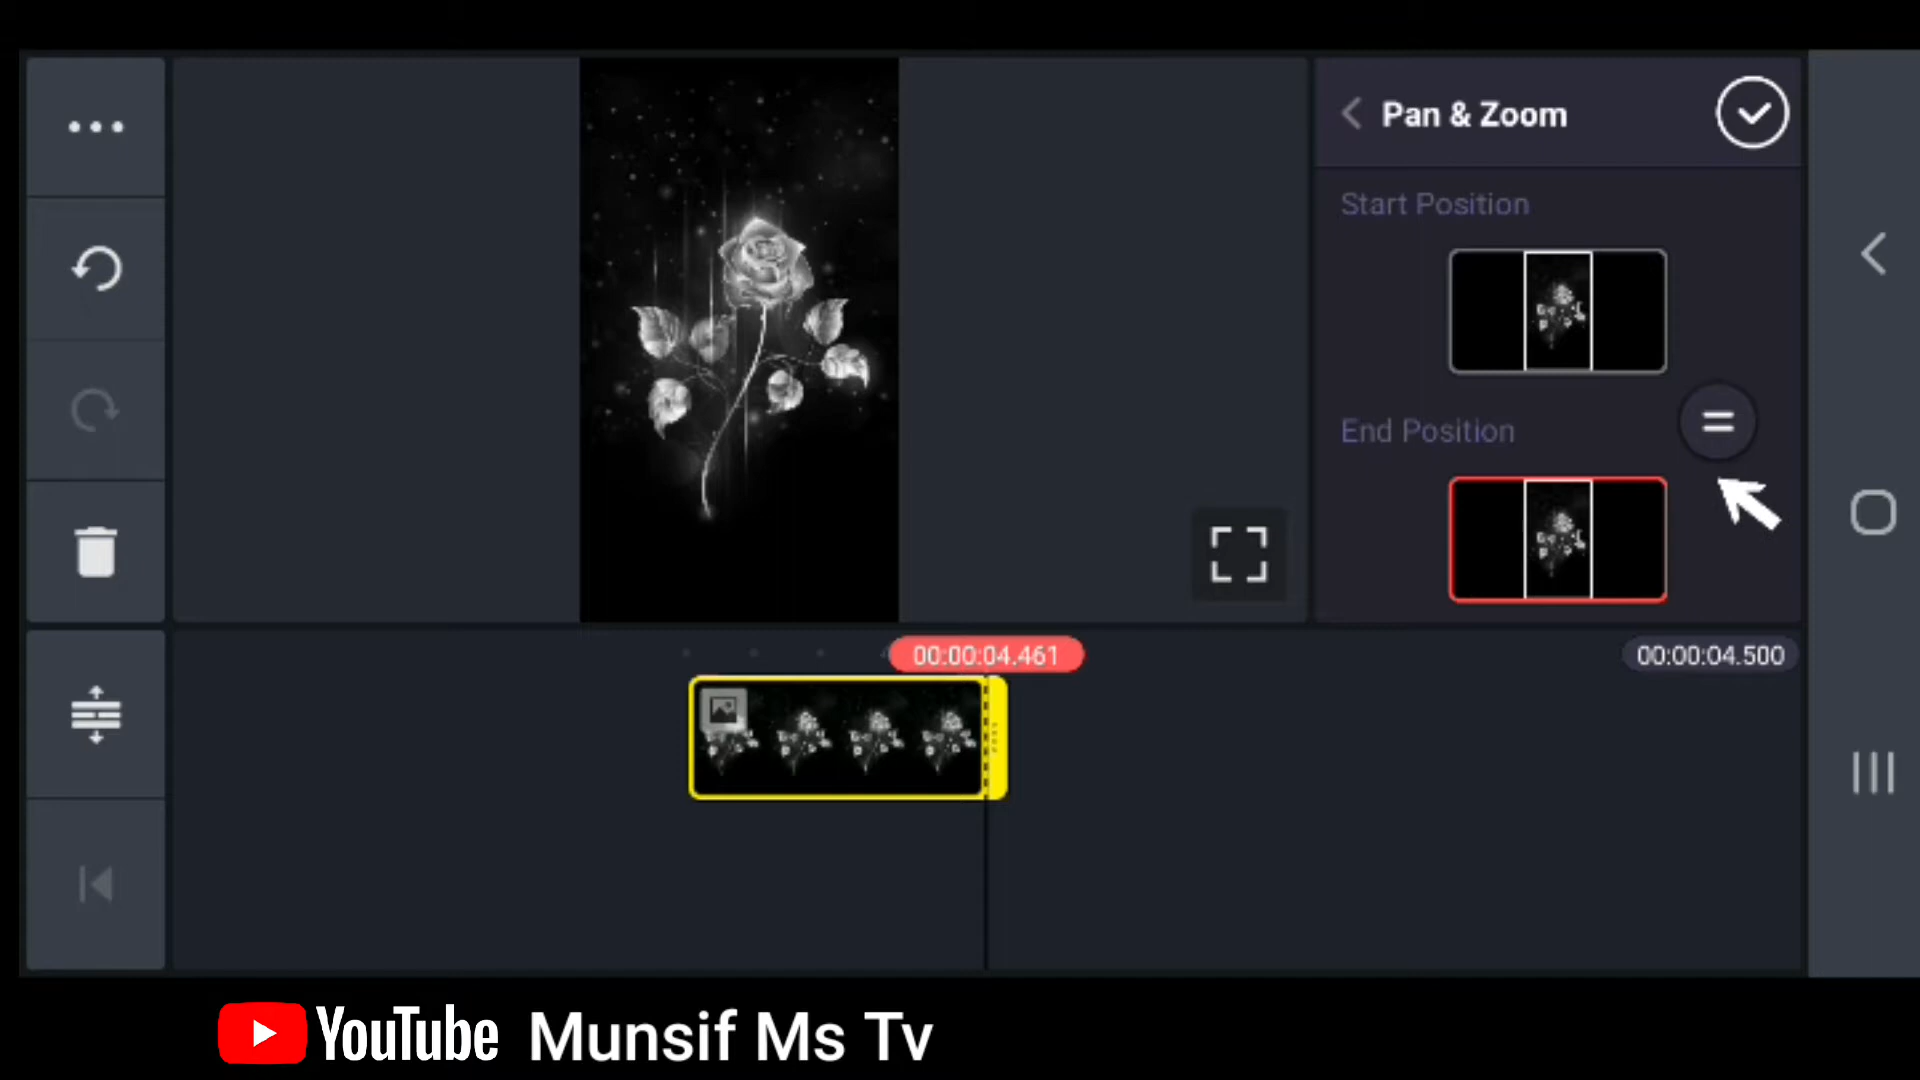 Pan & Zoom
Start Position
End Position
00:00:04.461
00:00:04.500
YouTube Munsif Ms Tv